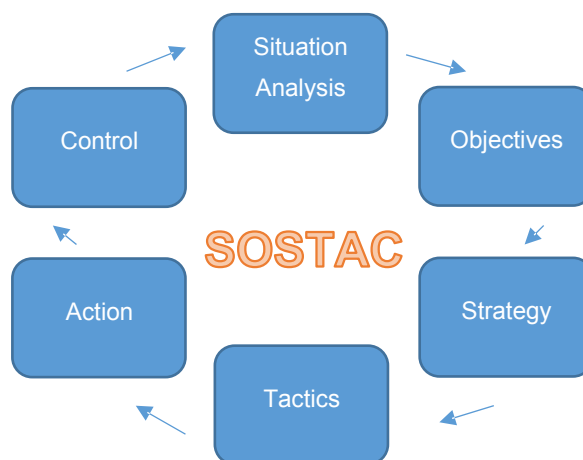 Situation
Analysis
Objectives
Strategy
Tactics
Action
Control
SOSTAC